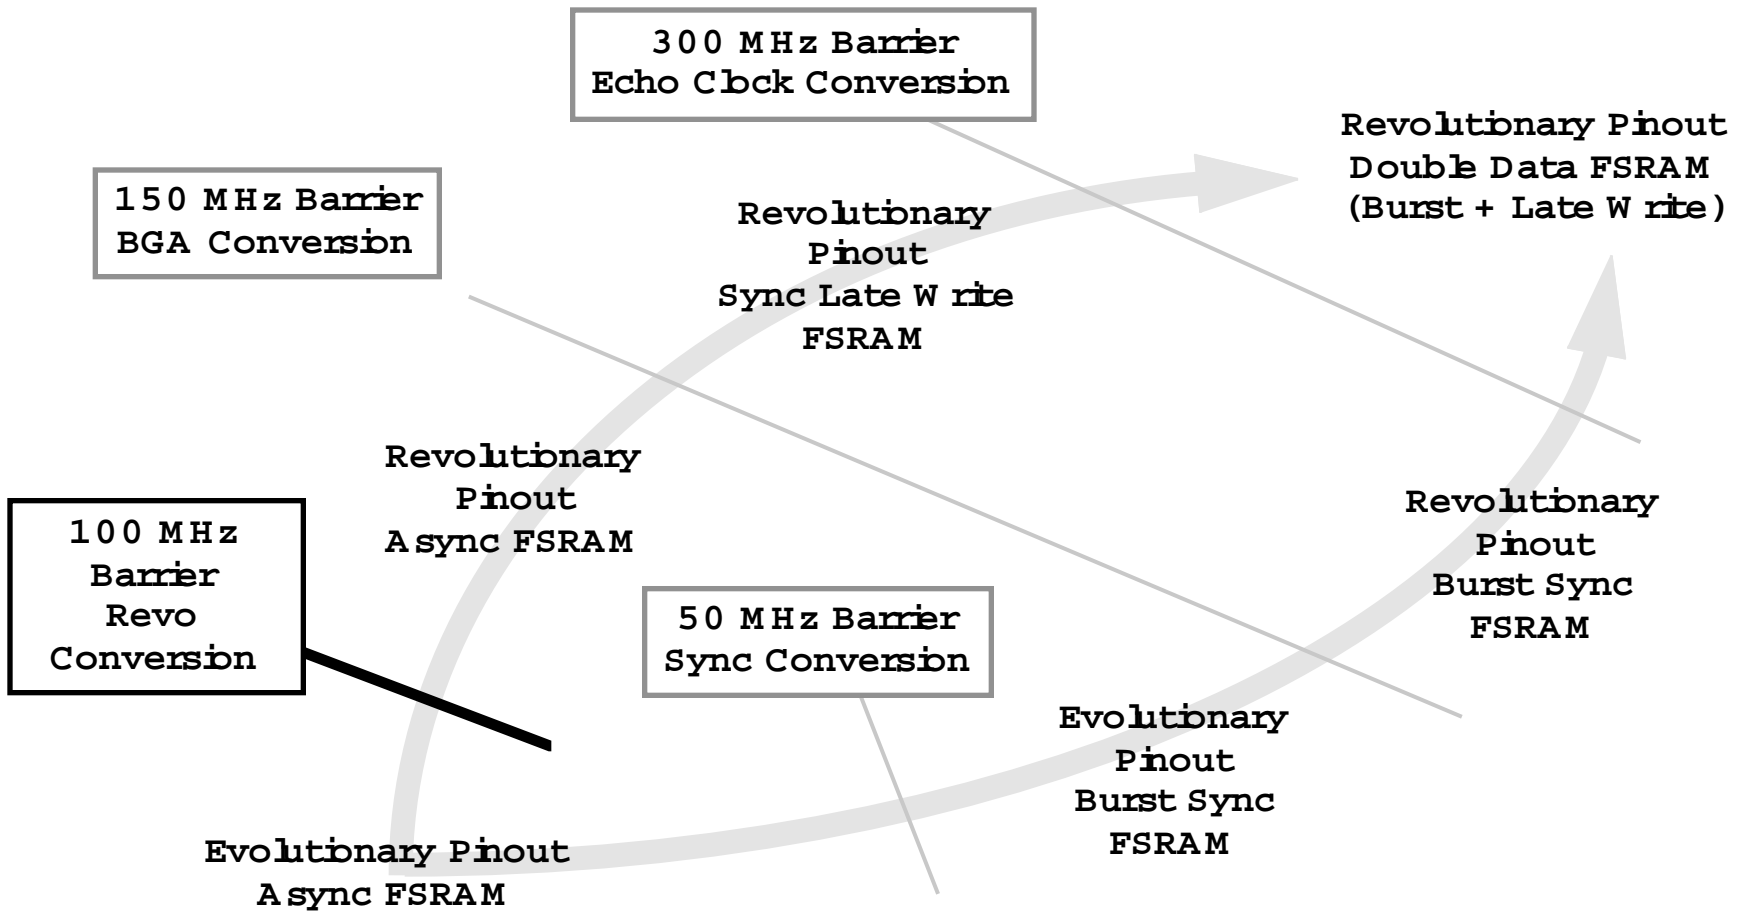 300 MHz Barrier
Echo Clock Conversion
Revolutionary Pinout
Double Data FSRAM
(Burst + Late Write)
150 MHz Barrier
BGA Conversion
Revolutionary
Pinout
Sync Late Write
FSRAM
Revolutionary
Pinout
Async FSRAM
100 MHz
Barrier
Revo
Conversion
50 MHz Barrier
Sync Conversion
Revolutionary
Pinout
Burst Sync
FSRAM
Evolutionary
Pinout
Burst Sync
FSRAM
Evolutionary Pinout
Async FSRAM